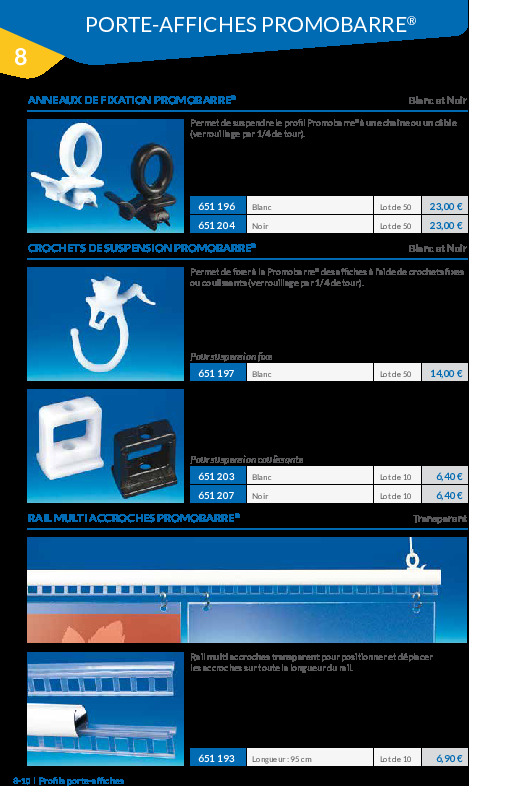 PORTE-AFFICHES PROMOBARRE®
8
ANNEAUX DE FIXATION PROMOBARRE® Blanc et Noir
Permet de suspendre le profil Promobarre® à une chaîne ou un câble
(verrouillage par 1/4 de tour).
651 196 Blanc Lot de 50 23,00 €
651 204 Noir Lot de 50 23,00 €
CROCHETS DE SUSPENSION PROMOBARRE® Blanc et Noir
Permet de fixer à la Promobarre® des affiches à l'aide de crochets fixes
ou coulissants (verrouillage par 1/4 de tour).
Pour suspension fixe
651 197 Blanc Lot de 50 14,00 €
Pour suspension coulissante
651 203 Blanc Lot de 10 6,40 €
651 207 Noir Lot de 10 6,40 €
RAIL MULTI ACCROCHES PROMOBARRE® Transparent
Rail multi accroches transparent pour positionner et déplacer
les accroches sur toute la longueur du rail.
651 193 Longueur : 95 cm Lot de 10 6,90 €
8-10 I Profils porte-affiches